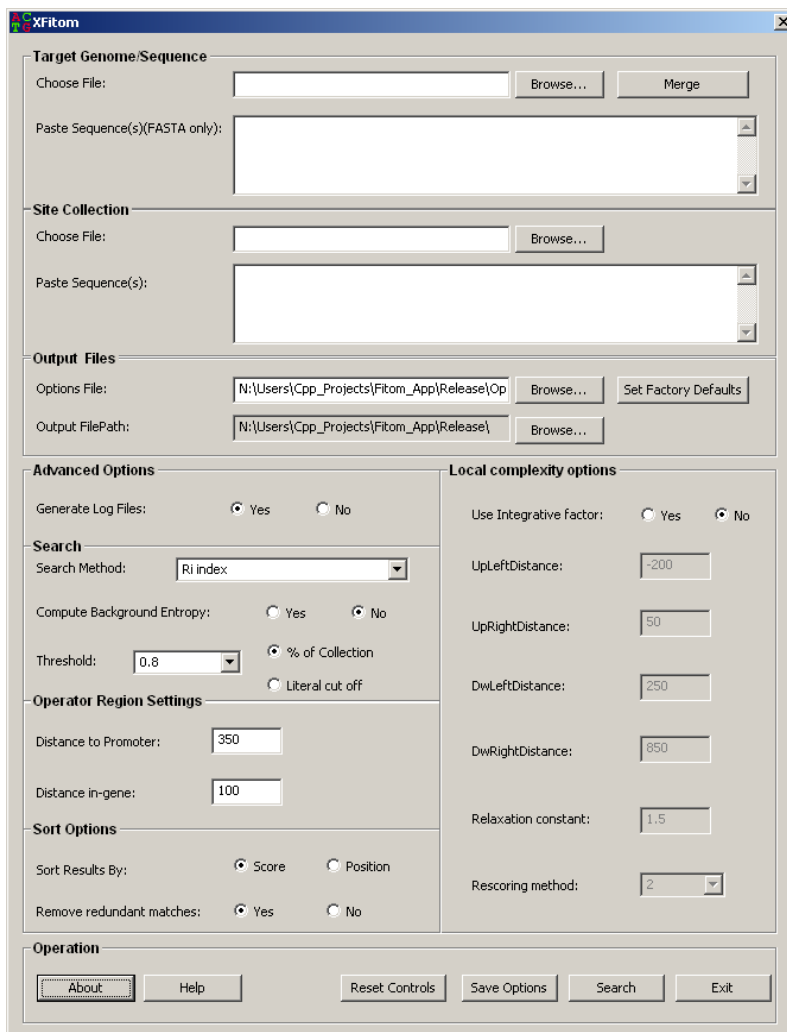 XFitom
Target Genome/Sequence
Choose File:
Browse...
Merge
Paste Sequence(s)(FASTA only):
Site Collection
Choose File:
Browse...
Paste Sequence(s):
Output Files
Options File:
N:\Users\Cpp_Projects\Fitom_App\Release\Op
Browse...
Set Factory Defaults
Output FilePath:
N:\Users\Cpp_Projects\Fitom_App\Release\
Browse...
Advanced Options
Generate Log Files:
Yes
No
Search
Search Method:
Ri index
Compute Background Entropy:
Yes
No
Threshold:
0.8
% of Collection
Literal cut off
Operator Region Settings
Distance to Promoter:
350
Distance in-gene:
100
Sort Options
Sort Results By:
Score
Position
Remove redundant matches:
Yes
No
Local complexity options
Use Integrative factor:
Yes
No
UpLeftDistance:
-200
UpRightDistance:
50
DwLeftDistance:
250
DwRightDistance:
850
Relaxation constant:
1.5
Rescoring method:
2
Operation
About
Help
Reset Controls
Save Options
Search
Exit